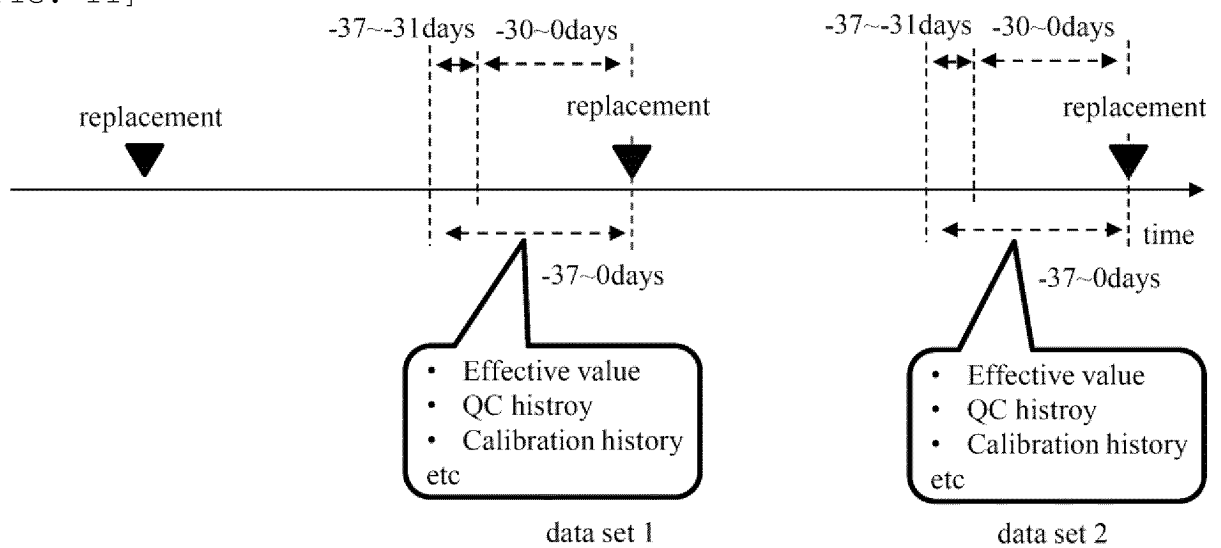 -37~-31days -30~0days -37~-31days -30~0days
replacement replacement replacement
time
-37~0days -37~0days
• Effective value
• QC histroy
• Calibration history
etc
data set 1
• Effective value
• QC histroy
• Calibration history
etc
data set 2